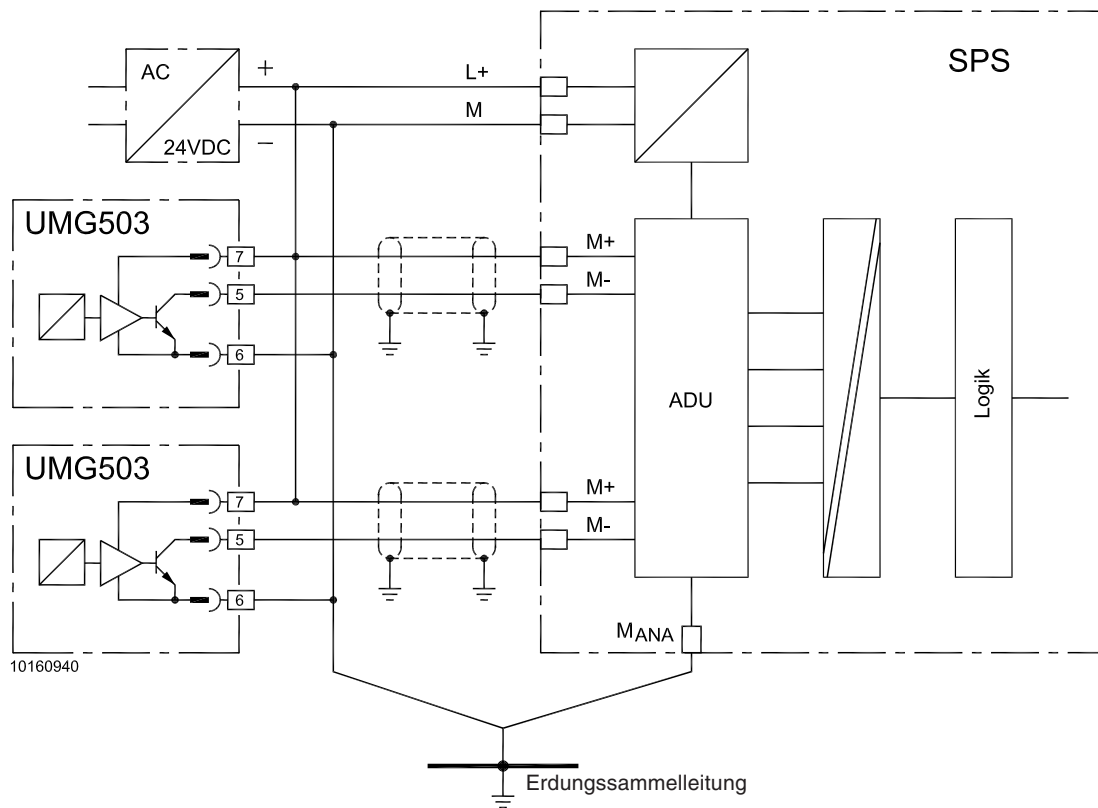 SPS
AC
24VDC
+
–
L+
M
UMG503
7
5
6
M+
M-
ADU
Logik
UMG503
7
5
6
M+
M-
MANA
10160940
Erdungssammelleitung